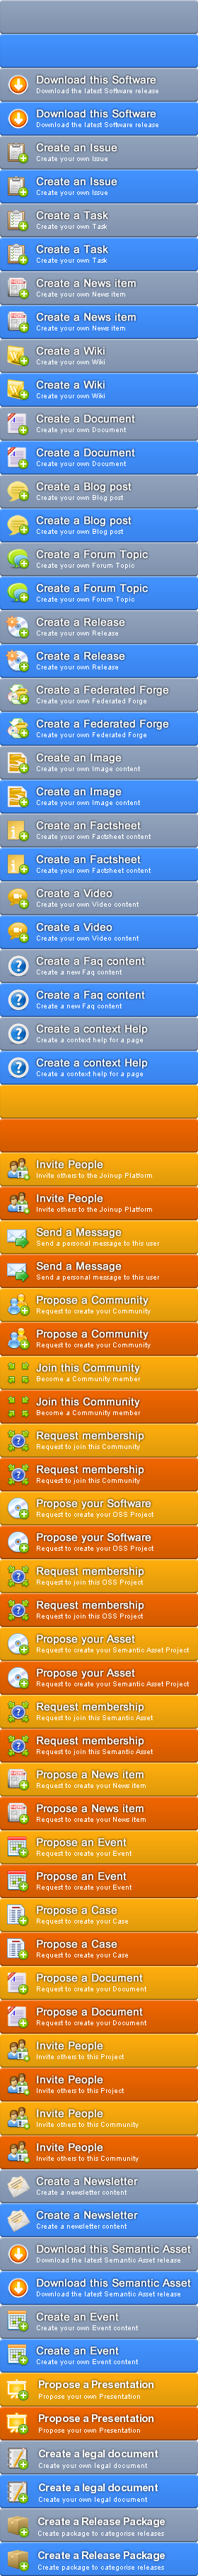 Download this Software
Download the latest Software release
Download this Software
Download the latest Software release
Create an Issue
Create your own Issue
Create an Issue
Create your own Issue
Create a Task
Create your own Task
Create a Task
Create your own Task
Create a News item
Create your own News item
Create a News item
Create your own News item
Create a Wiki
Create your own Wiki
Create a Wiki
Create your own Wiki
Create a Document
Create your own Document
Create a Document
Create your own Document
Create a Blog post
Create your own Blog post
Create a Blog post
Create your own Blog post
Create a Forum Topic
Create your own Forum Topic
Create a Forum Topic
Create your own Forum Topic
Create a Release
Create your own Release
Create a Release
Create your own Release
Create a Federated Forge
Create your own Federated Forge
Create a Federated Forge
Create your own Federated Forge
Create an Image
Create your own Image content
Create an Image
Create your own Image content
Create an Factsheet
Create your own Factsheet content
Create an Factsheet
Create your own Factsheet content
Create a Video
Create your own Video content
Create a Video
Create your own Video content
Create a Faq content
Create a new Faq content
Create a Faq content
Create a new Faq content
Create a context Help
Create a context help for a page
Create a context Help
Create a context help for a page
Invite People
Invite others to the Joinup Platform
Invite People
Invite others to the Joinup Platform
Send a Message
Send a personal message to this user
Send a Message
Send a personal message to this user
Propose a Community
Request to create your Community
Propose a Community
Request to create your Community
Join this Community
Become a Community member
Join this Community
Become a Community member
Request membership
Request to join this Community
Request membership
Request to join this Community
Propose your Software
Request to create your OSS Project
Propose your Software
Request to create your OSS Project
Request membership
Request to join this OSS Project
Request membership
Request to join this OSS Project
Propose your Asset
Request to create your Semantic Asset Project
Propose your Asset
Request to create your Semantic Asset Project
Request membership
Request to join this Semantic Asset
Request membership
Request to join this Semantic Asset
Propose a News item
Request to create your News item
Propose a News item
Request to create your News item
Propose an Event
Request to create your Event
Propose an Event
Request to create your Event
Propose a Case
Request to create your Case
Propose a Case
Request to create your Case
Propose a Document
Request to create your Document
Propose a Document
Request to create your Document
Invite People
Invite others to this Project
Invite People
Invite others to this Project
Invite People
Invite others to this Community
Invite People
Invite others to this Community
Create a Newsletter
Create a newsletter content
Create a Newsletter
Create a newsletter content
Download this Semantic Asset
Download the latest Semantic Asset release
Download this Semantic Asset
Download the latest Semantic Asset release
Create an Event
Create your own Event content
Create an Event
Create your own Event content
Propose a Presentation
Propose your own Presentation
Propose a Presentation
Propose your own Presentation
Create a legal document
Create your own legal document
Create a legal document
Create your own legal document
Create a Release Package
Create package to categorise releases
Create a Release Package
Create package to categorise releases